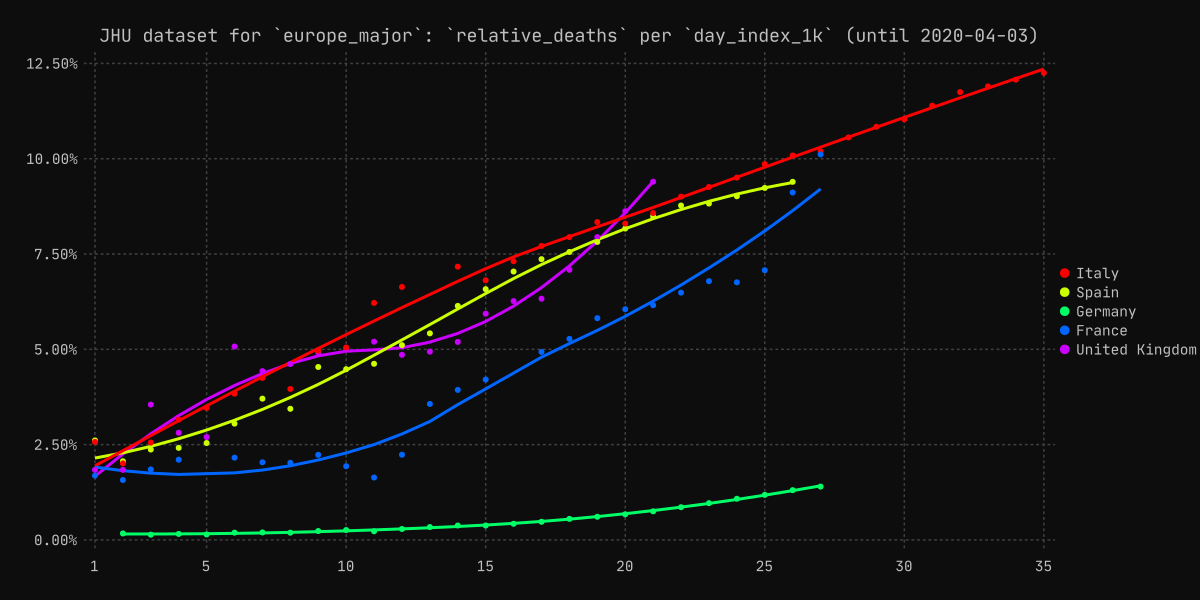 JHU dataset for `europe_major`: `relative_deaths` per `day_index_1k` (until 2020-04-03)
12.50%
10.00%
7.50%
5.00%
2.50%
0.00%
1 5 10 15 20 25 30 35
Italy
Spain
Germany
France
United Kingdom